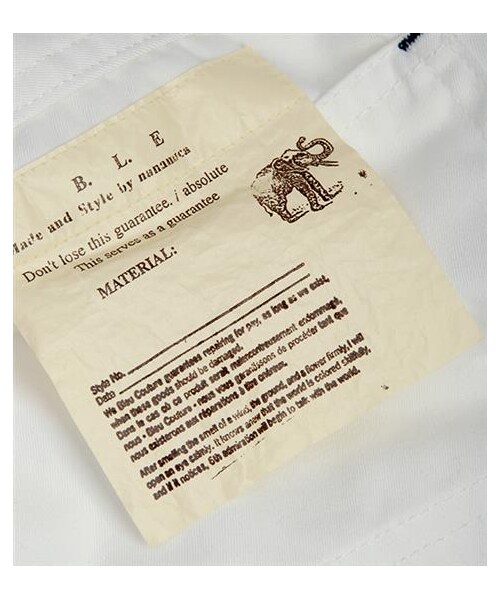 B. L. E
Made and Style by nanamica
Don't lose this guarantee. i absolute
This serves as a guarantee
MATERIAL:
Style No.
Date
We Bleu Couture guarantees repairing for pay, as long as we exist,
when these goods should be damaged.
Dans le cas où ce produit serait malencontreusement endommagé,
nous - Bleu Couture - nous vous garantissons de procéder tant que
nous existerons aux réparations à titre onéreux.
After smelling the smell of a wind, the ground, and a flower firmly, I will
open an eye calmly. It knows anew that the world is colored skillfully,
and if it notices, 6th admiration will begin to talk with the world.